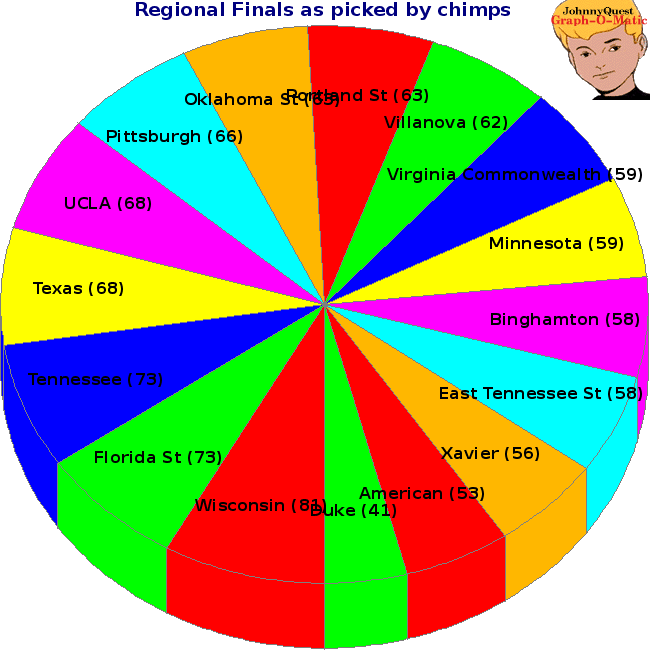 Regional Finals as picked by chimps
JohnnyQuest
Graph-O-Matic
Oklahoma St (65)
Portland St (63)
Villanova (62)
Pittsburgh (66)
Virginia Commonwealth (59)
UCLA (68)
Minnesota (59)
Texas (68)
Binghamton (58)
Tennessee (73)
East Tennessee St (58)
Florida St (73)
Xavier (56)
American (53)
Wisconsin (81)
Duke (41)